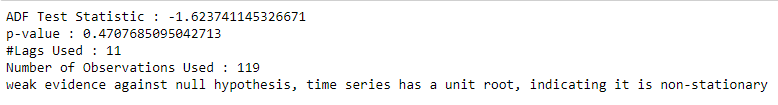 ADF Test Statistic : -1.623741145326671
p-value : 0.4707685095042713
#Lags Used : 11
Number of Observations Used : 119
weak evidence against null hypothesis, time series has a unit root, indicating it is non-stationary